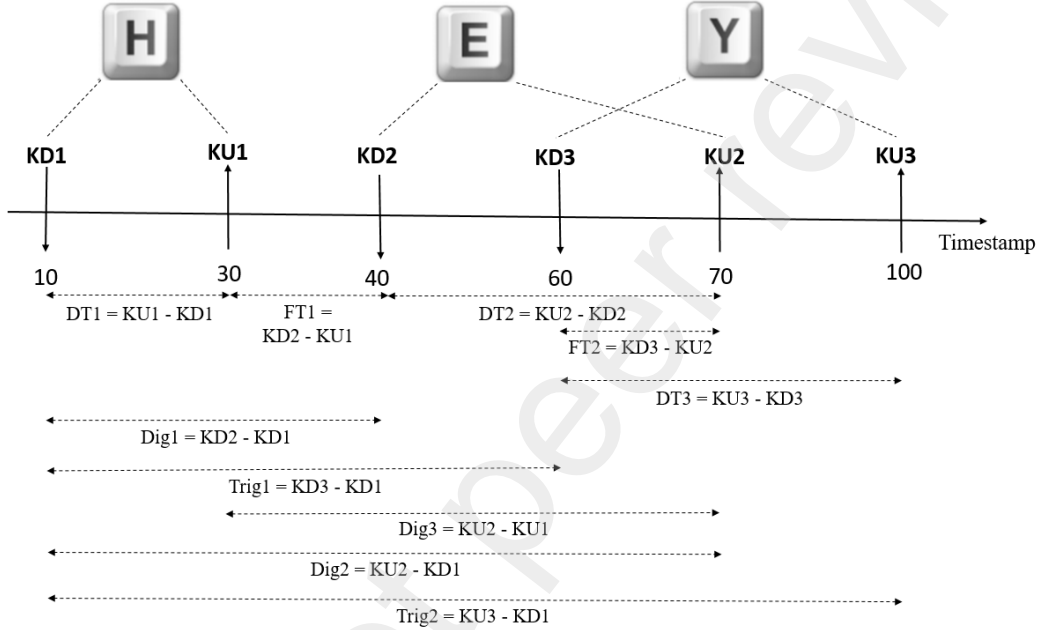 H E Y
KD1 KU1 KD2 KD3 KU2 KU3
Timestamp
10 30 40 60 70 100
DT1 = KU1 - KD1
FT1 =
KD2 - KU1
DT2 = KU2 - KD2
FT2 = KD3 - KU2
DT3 = KU3 - KD3
Dig1 = KD2 - KD1
Trig1 = KD3 - KD1
Dig3 = KU2 - KU1
Dig2 = KU2 - KD1
Trig2 = KU3 - KD1
peer